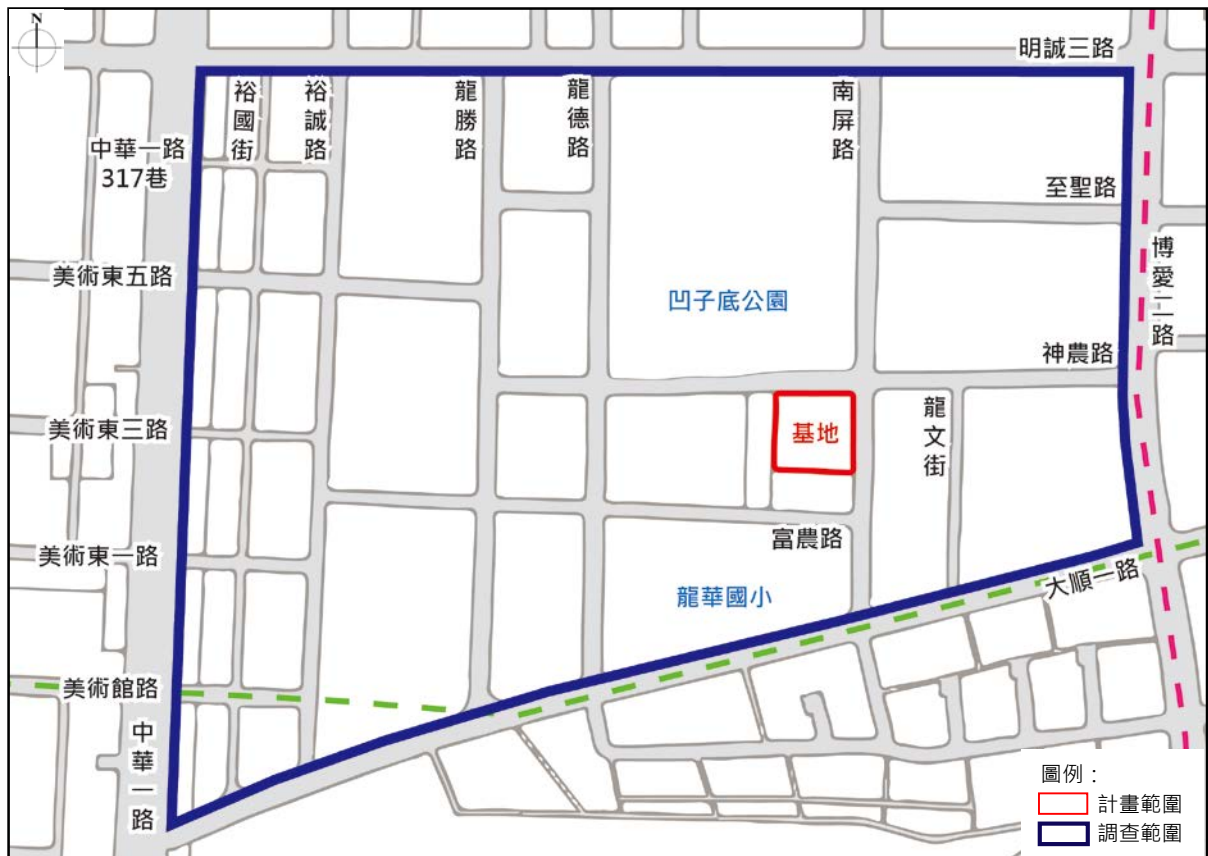 N
明誠三路
裕國街
裕誠路
龍勝路
龍德路
南屏路
中華一路
317巷
至聖路
美術東五路
博愛二路
凹子底公園
神農路
龍文街
美術東三路
基地
富農路
美術東一路
龍華國小
大順一路
美術館路
中華一路
圖例：
計畫範圍
調查範圍